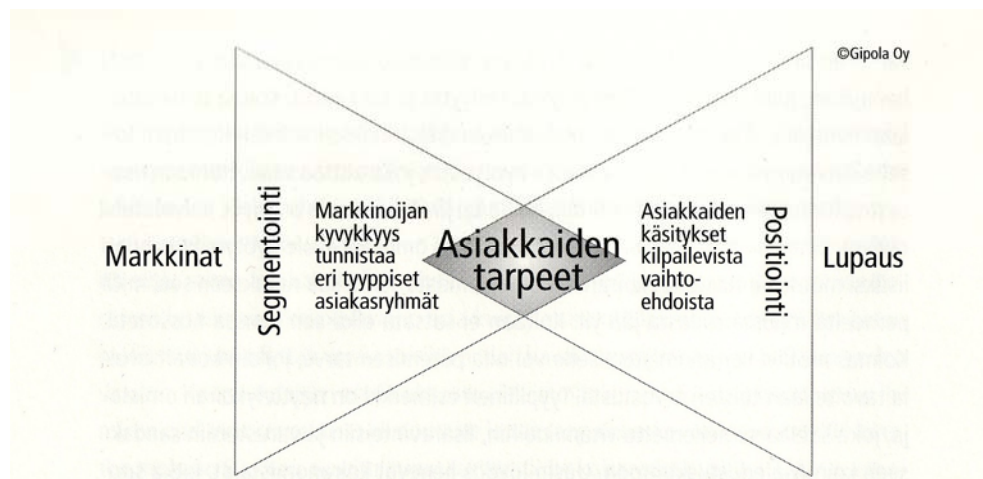 ©Gipola Oy
Markkinat
Segmentointi
Markkinoijan
kyvykkyys
tunnistaa
eri tyyppiset
asiakasryhmät
Asiakkaiden
tarpeet
Asiakkaiden
käsitykset
kilpailevista
vaihto-
ehdoista
Positiointi
Lupaus